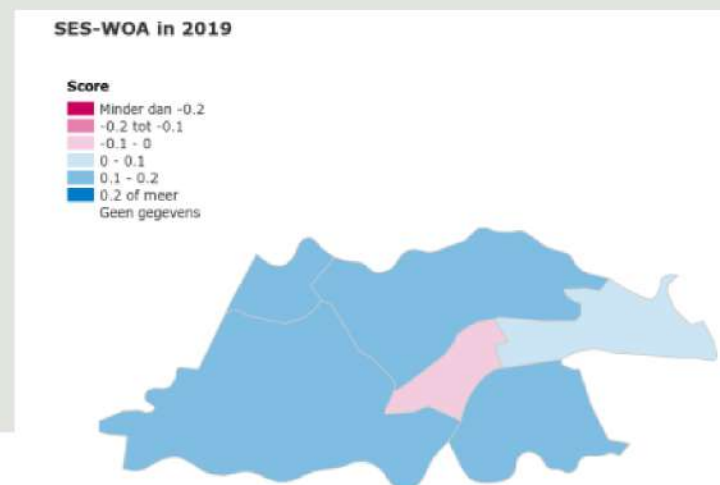 SES-WOA in 2019
Score
Minder dan -0.2
-0.2 tot -0.1
-0.1 - 0
0 - 0.1
0.1 - 0.2
0.2 of meer
Geen gegevens